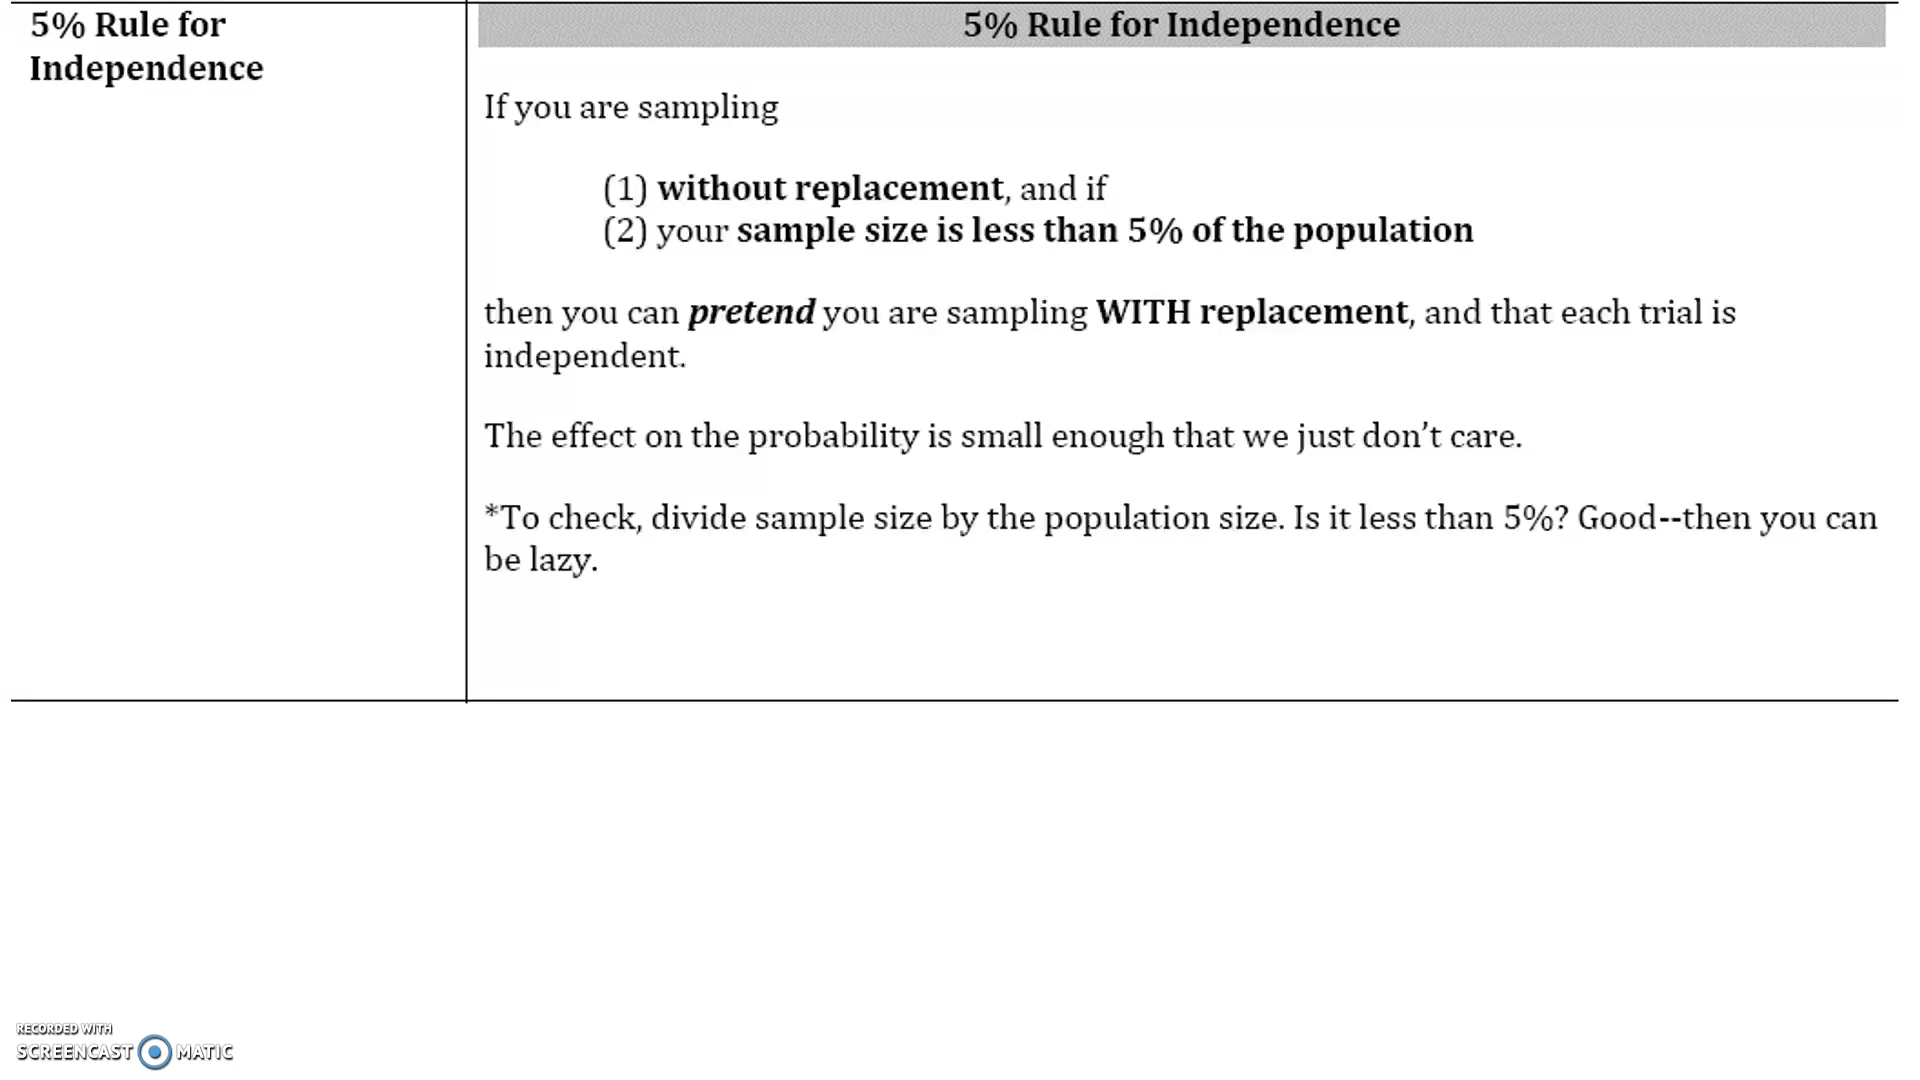 5% Rule for
Independence
5% Rule for Independence
If you are sampling
(1) without replacement, and if
(2) your sample size is less than 5% of the population
then you can pretend you are sampling WITH replacement, and that each trial is
independent.
The effect on the probability is small enough that we just don’t care.
*To check, divide sample size by the population size. Is it less than 5%? Good--then you can
be lazy.
RECORDED WITH
SCREENCAST MATIC